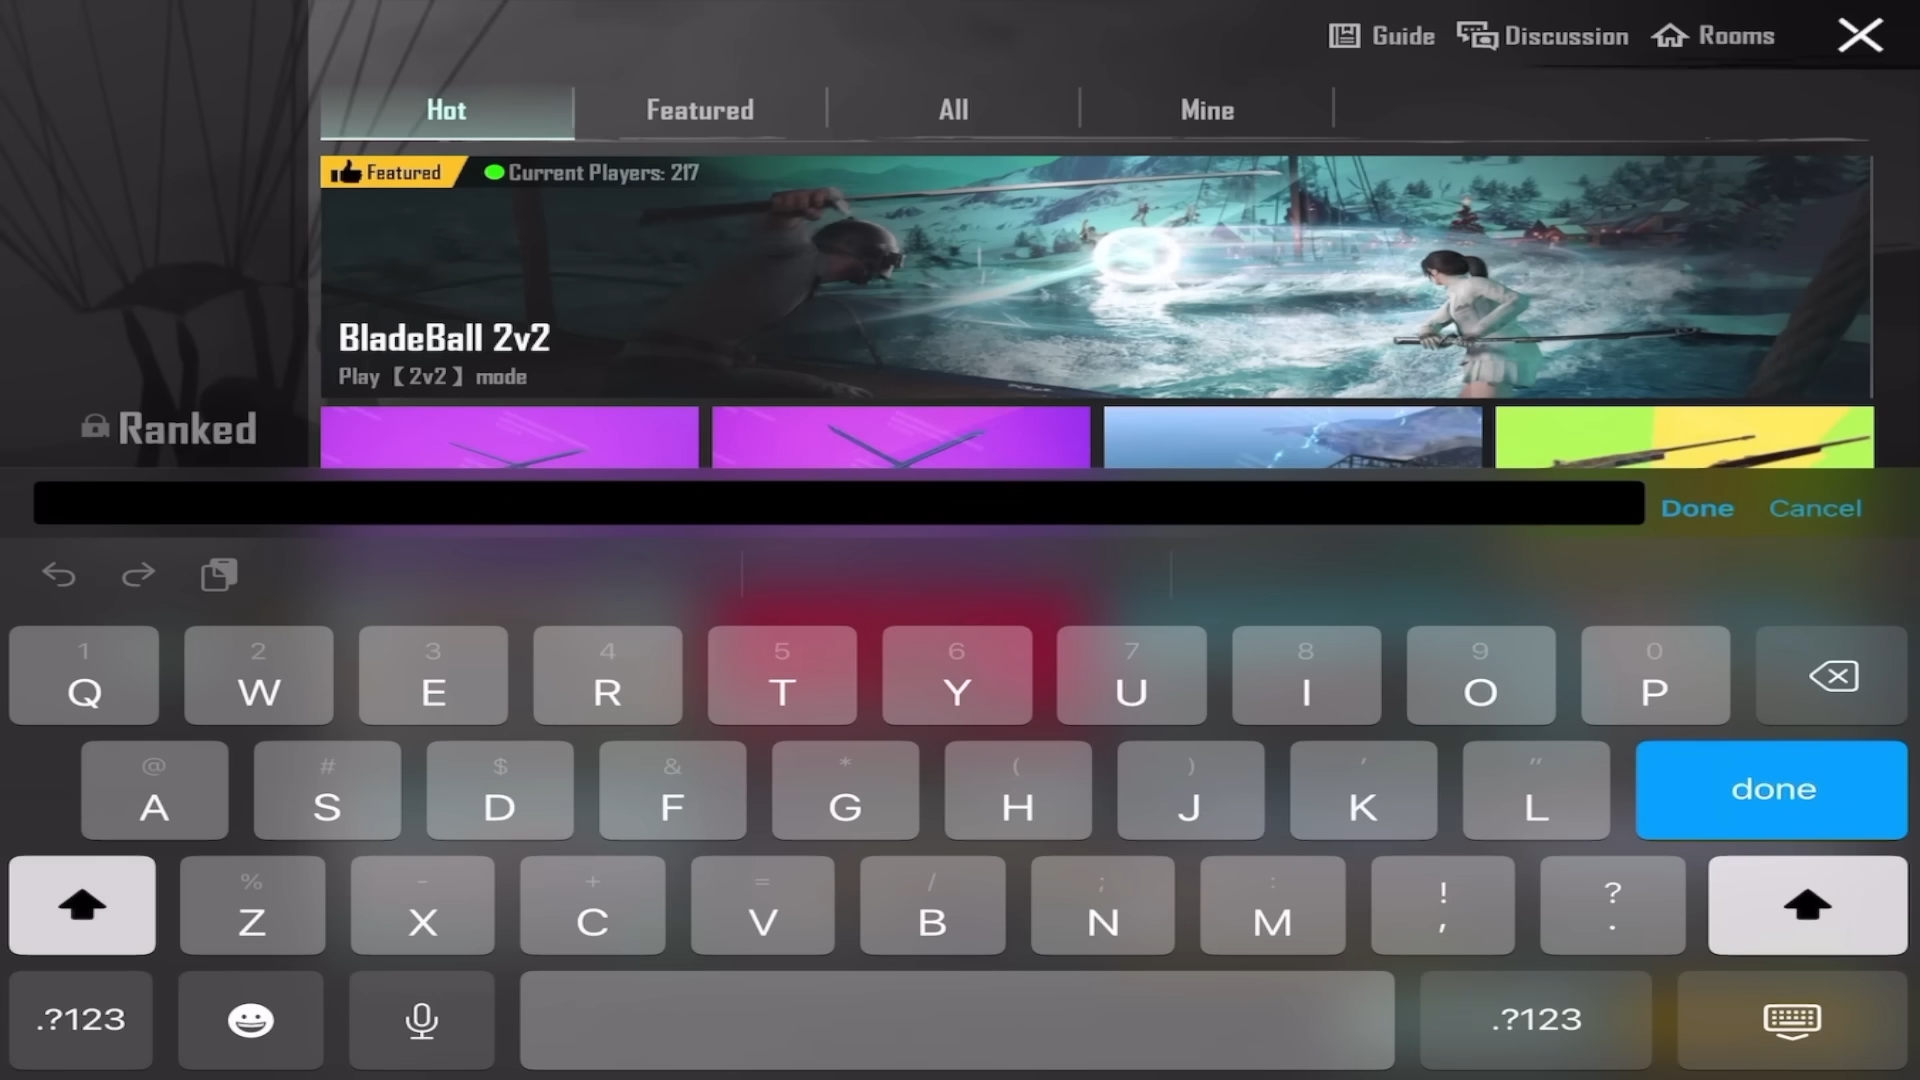 Guide Discussion Rooms
Hot Featured All Mine
Featured Current Players: 217
BladeBall 2v2
Play【2v2】mode
Ranked
Done Cancel
1 2 3 4 5 6 7 8 9 0
Q W E R T Y U I O P
@ # $ & * ( ) ' "
A S D F G H J K L done
% - + = / ; : ! ?
Z X C V B N M , .
.?123 .?123